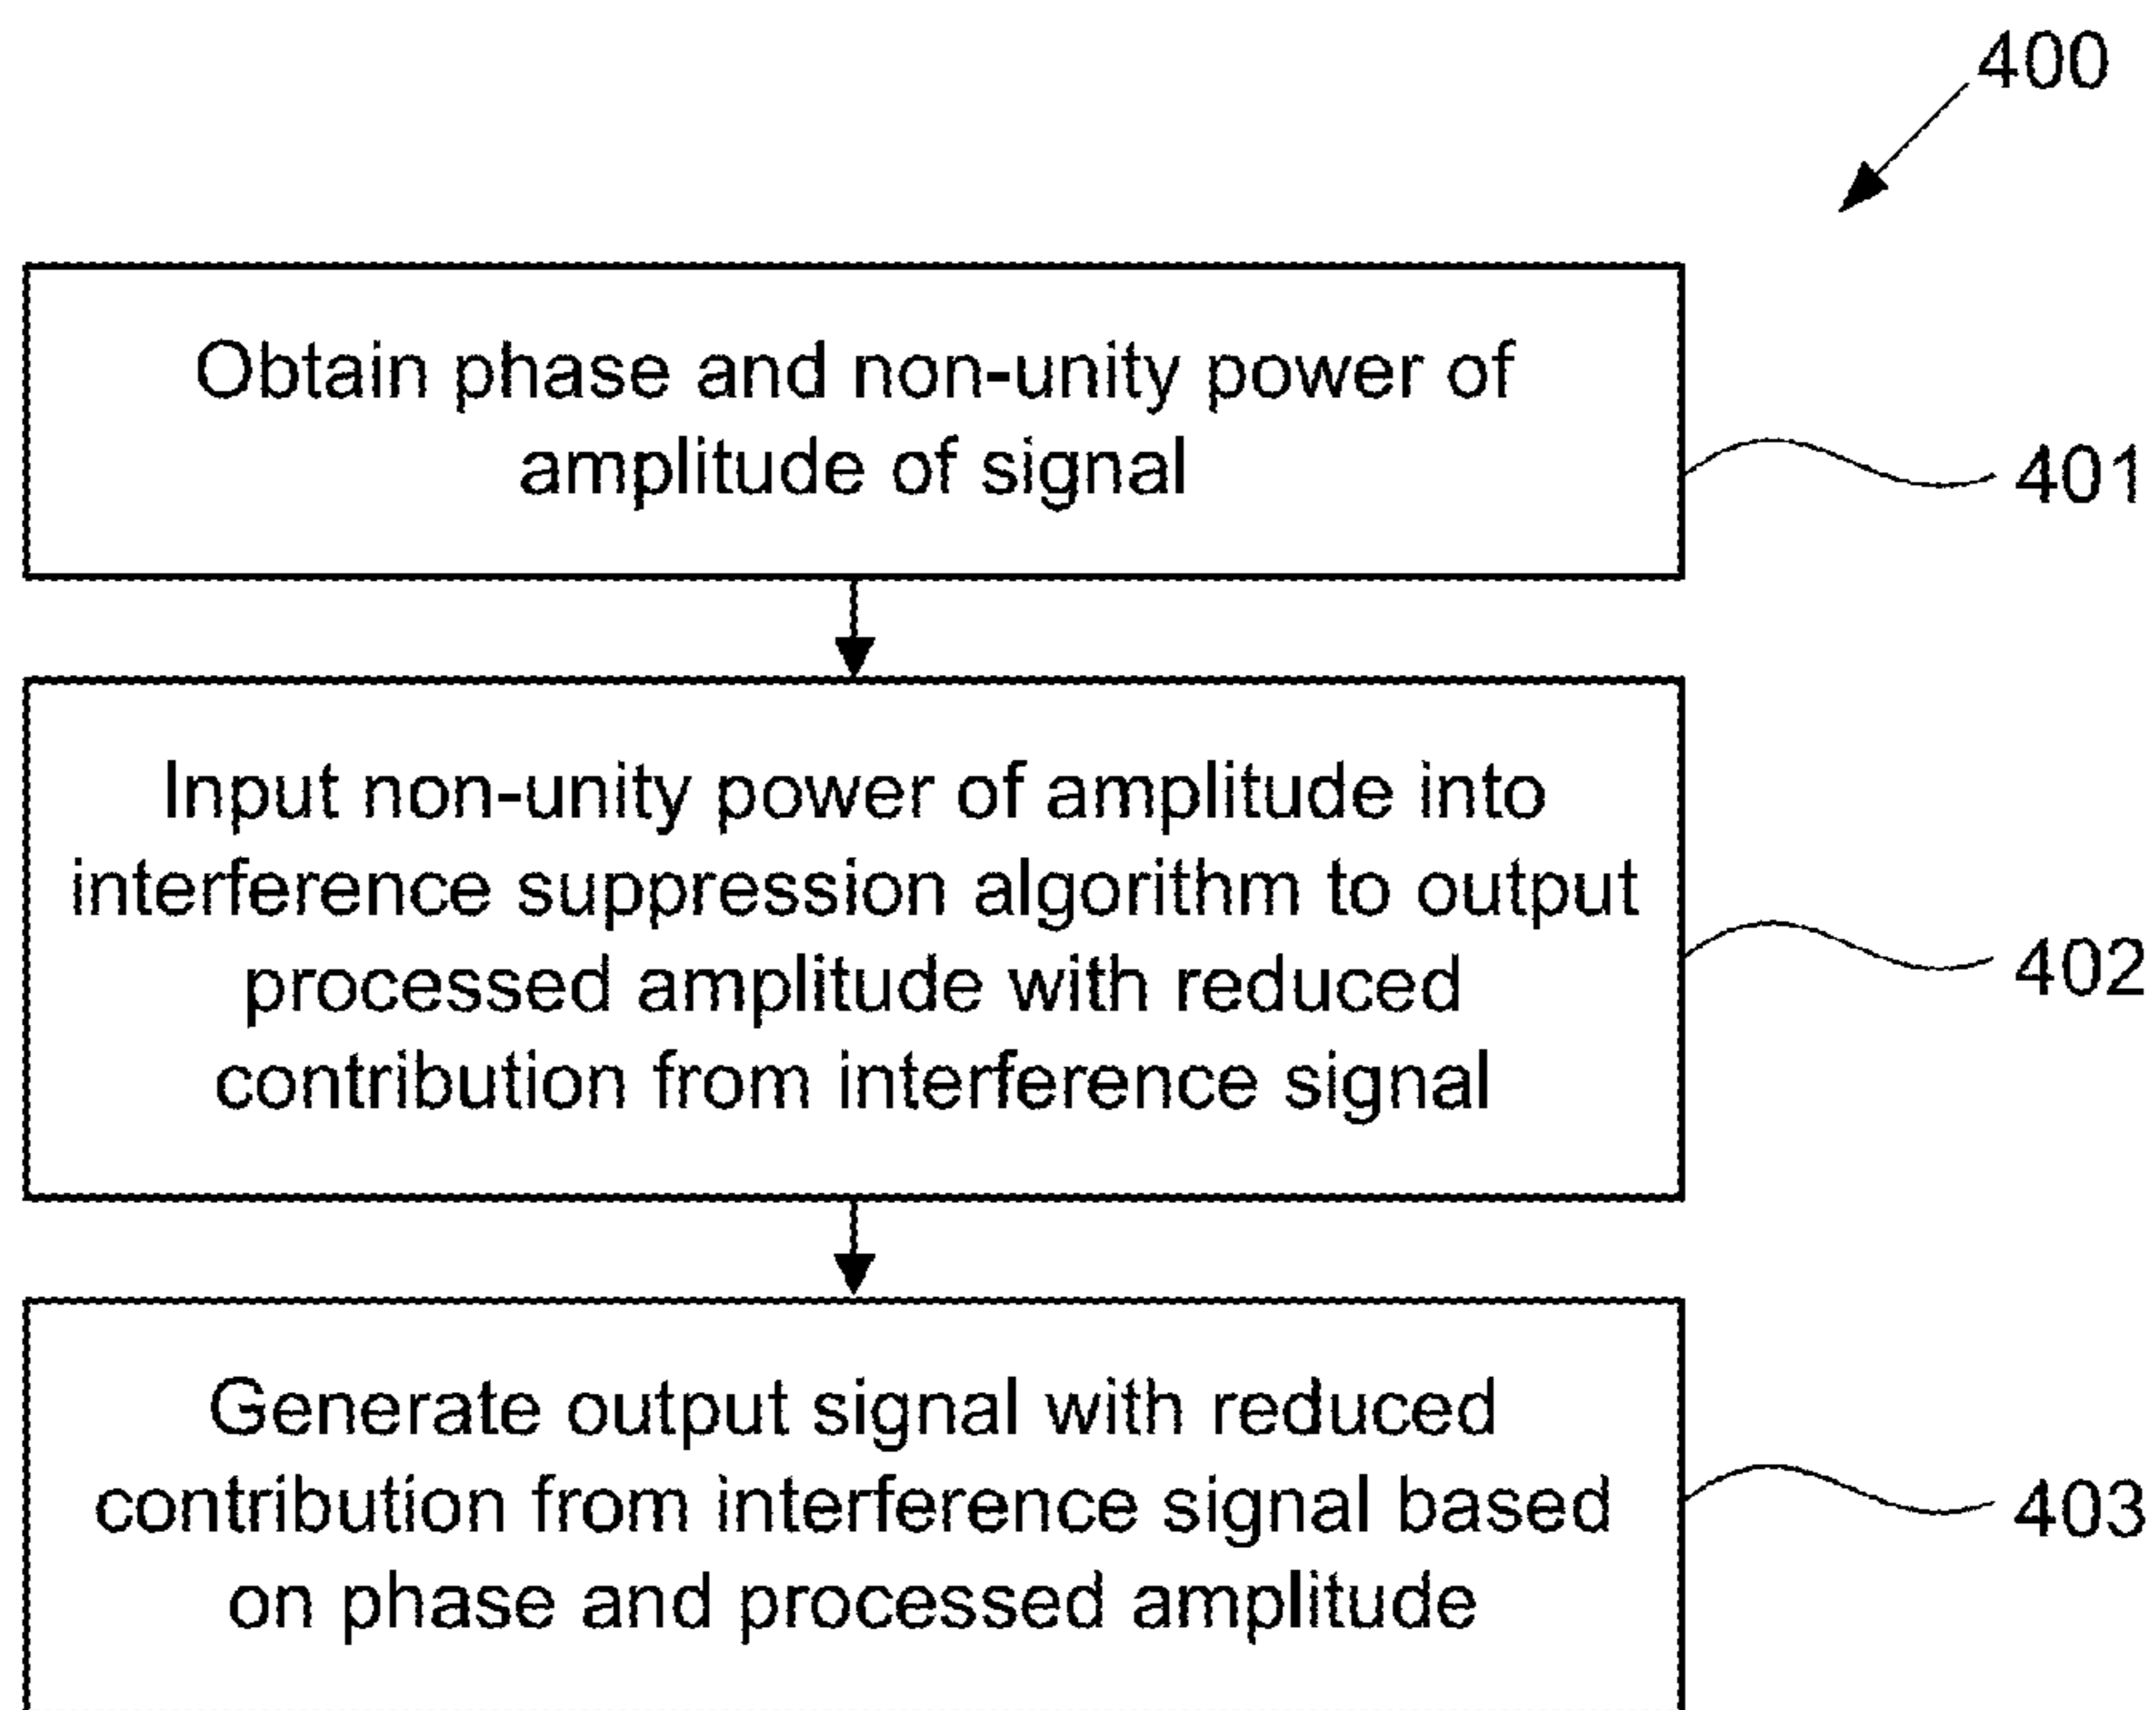 400
Obtain phase and non-unity power of
amplitude of signal
401
Input non-unity power of amplitude into
interference suppression algorithm to output
processed amplitude with reduced
contribution from interference signal
402
Generate output signal with reduced
contribution from interference signal based
on phase and processed amplitude
403